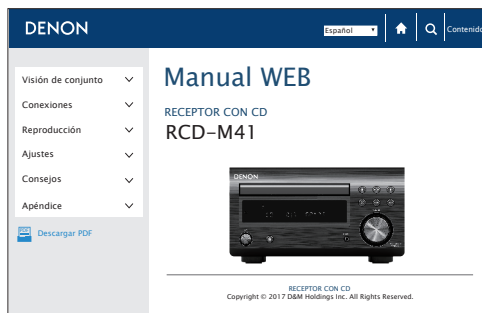 DENON
Español
Contenido
Visión de conjunto
Conexiones
Reproducción
Ajustes
Consejos
Apéndice
Descargar PDF
Manual WEB
RECEPTOR CON CD
RCD-M41
DENON
RECEPTOR CON CD
Copyright © 2017 D&M Holdings Inc. All Rights Reserved.